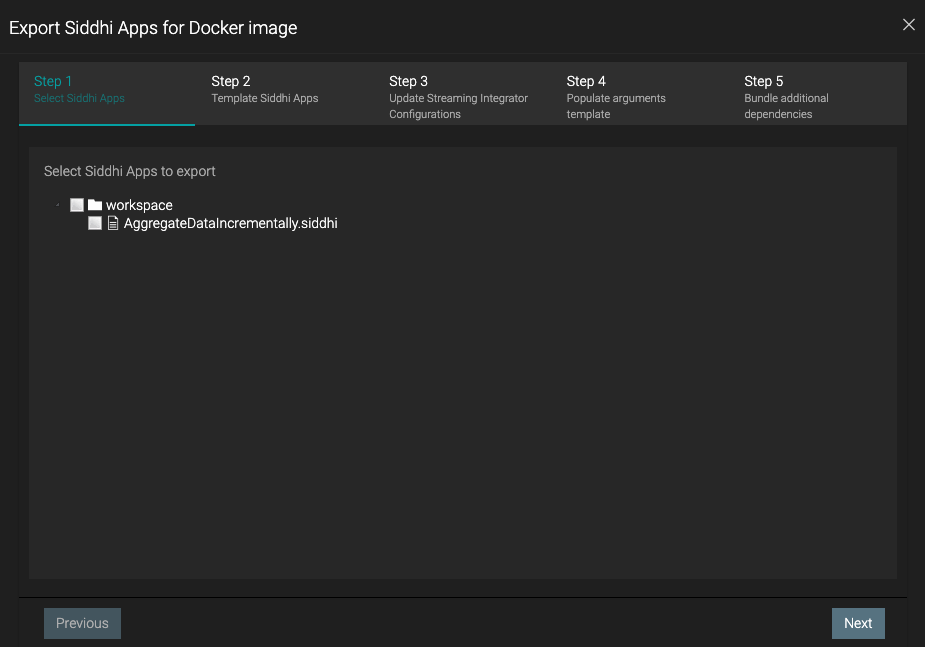 Export Siddhi Apps for Docker image
Step 1
Select Siddhi Apps
Step 2
Template Siddhi Apps
Step 3
Update Streaming Integrator
Configurations
Step 4
Populate arguments
template
Step 5
Bundle additional
dependencies
Select Siddhi Apps to export
workspace
AggregateDataIncrementally.siddhi
Previous
Next